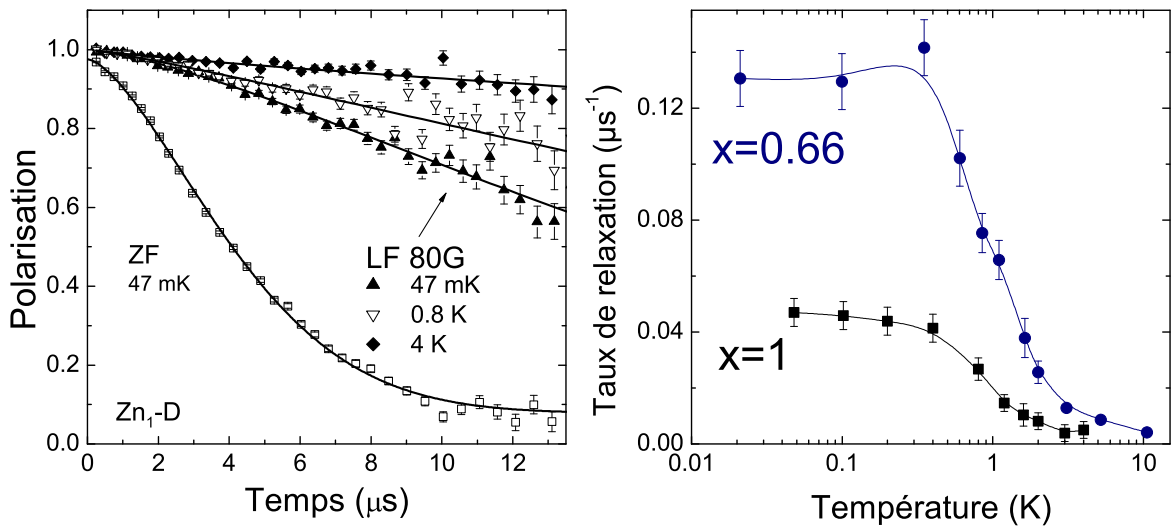 1.0
0.8
0.6
0.4
0.2
0.0
Polarisation
ZF
47 mK
LF 80G
47 mK
0.8 K
4 K
Zn1-D
0 2 4 6 8 10 12
Temps (μs)
0.12
0.08
0.04
0.00
Taux de relaxation (μs⁻¹)
x=0.66
x=1
0.01 0.1 1 10
Température (K)